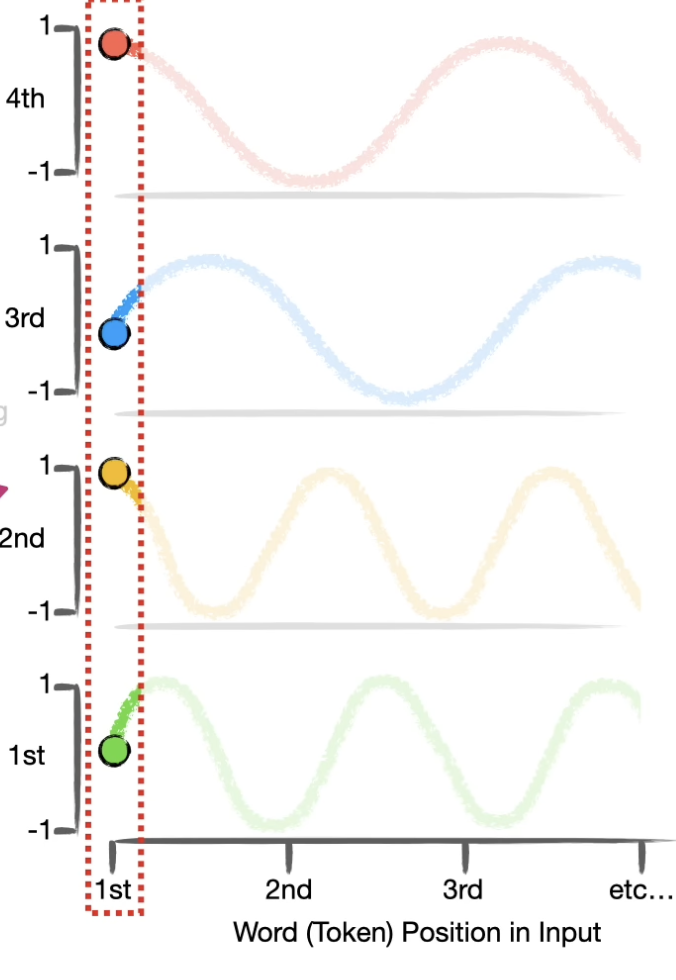 1
4th
-1
1
3rd
-1
1
2nd
-1
1
1st
-1
1st 2nd 3rd etc...
Word (Token) Position in Input